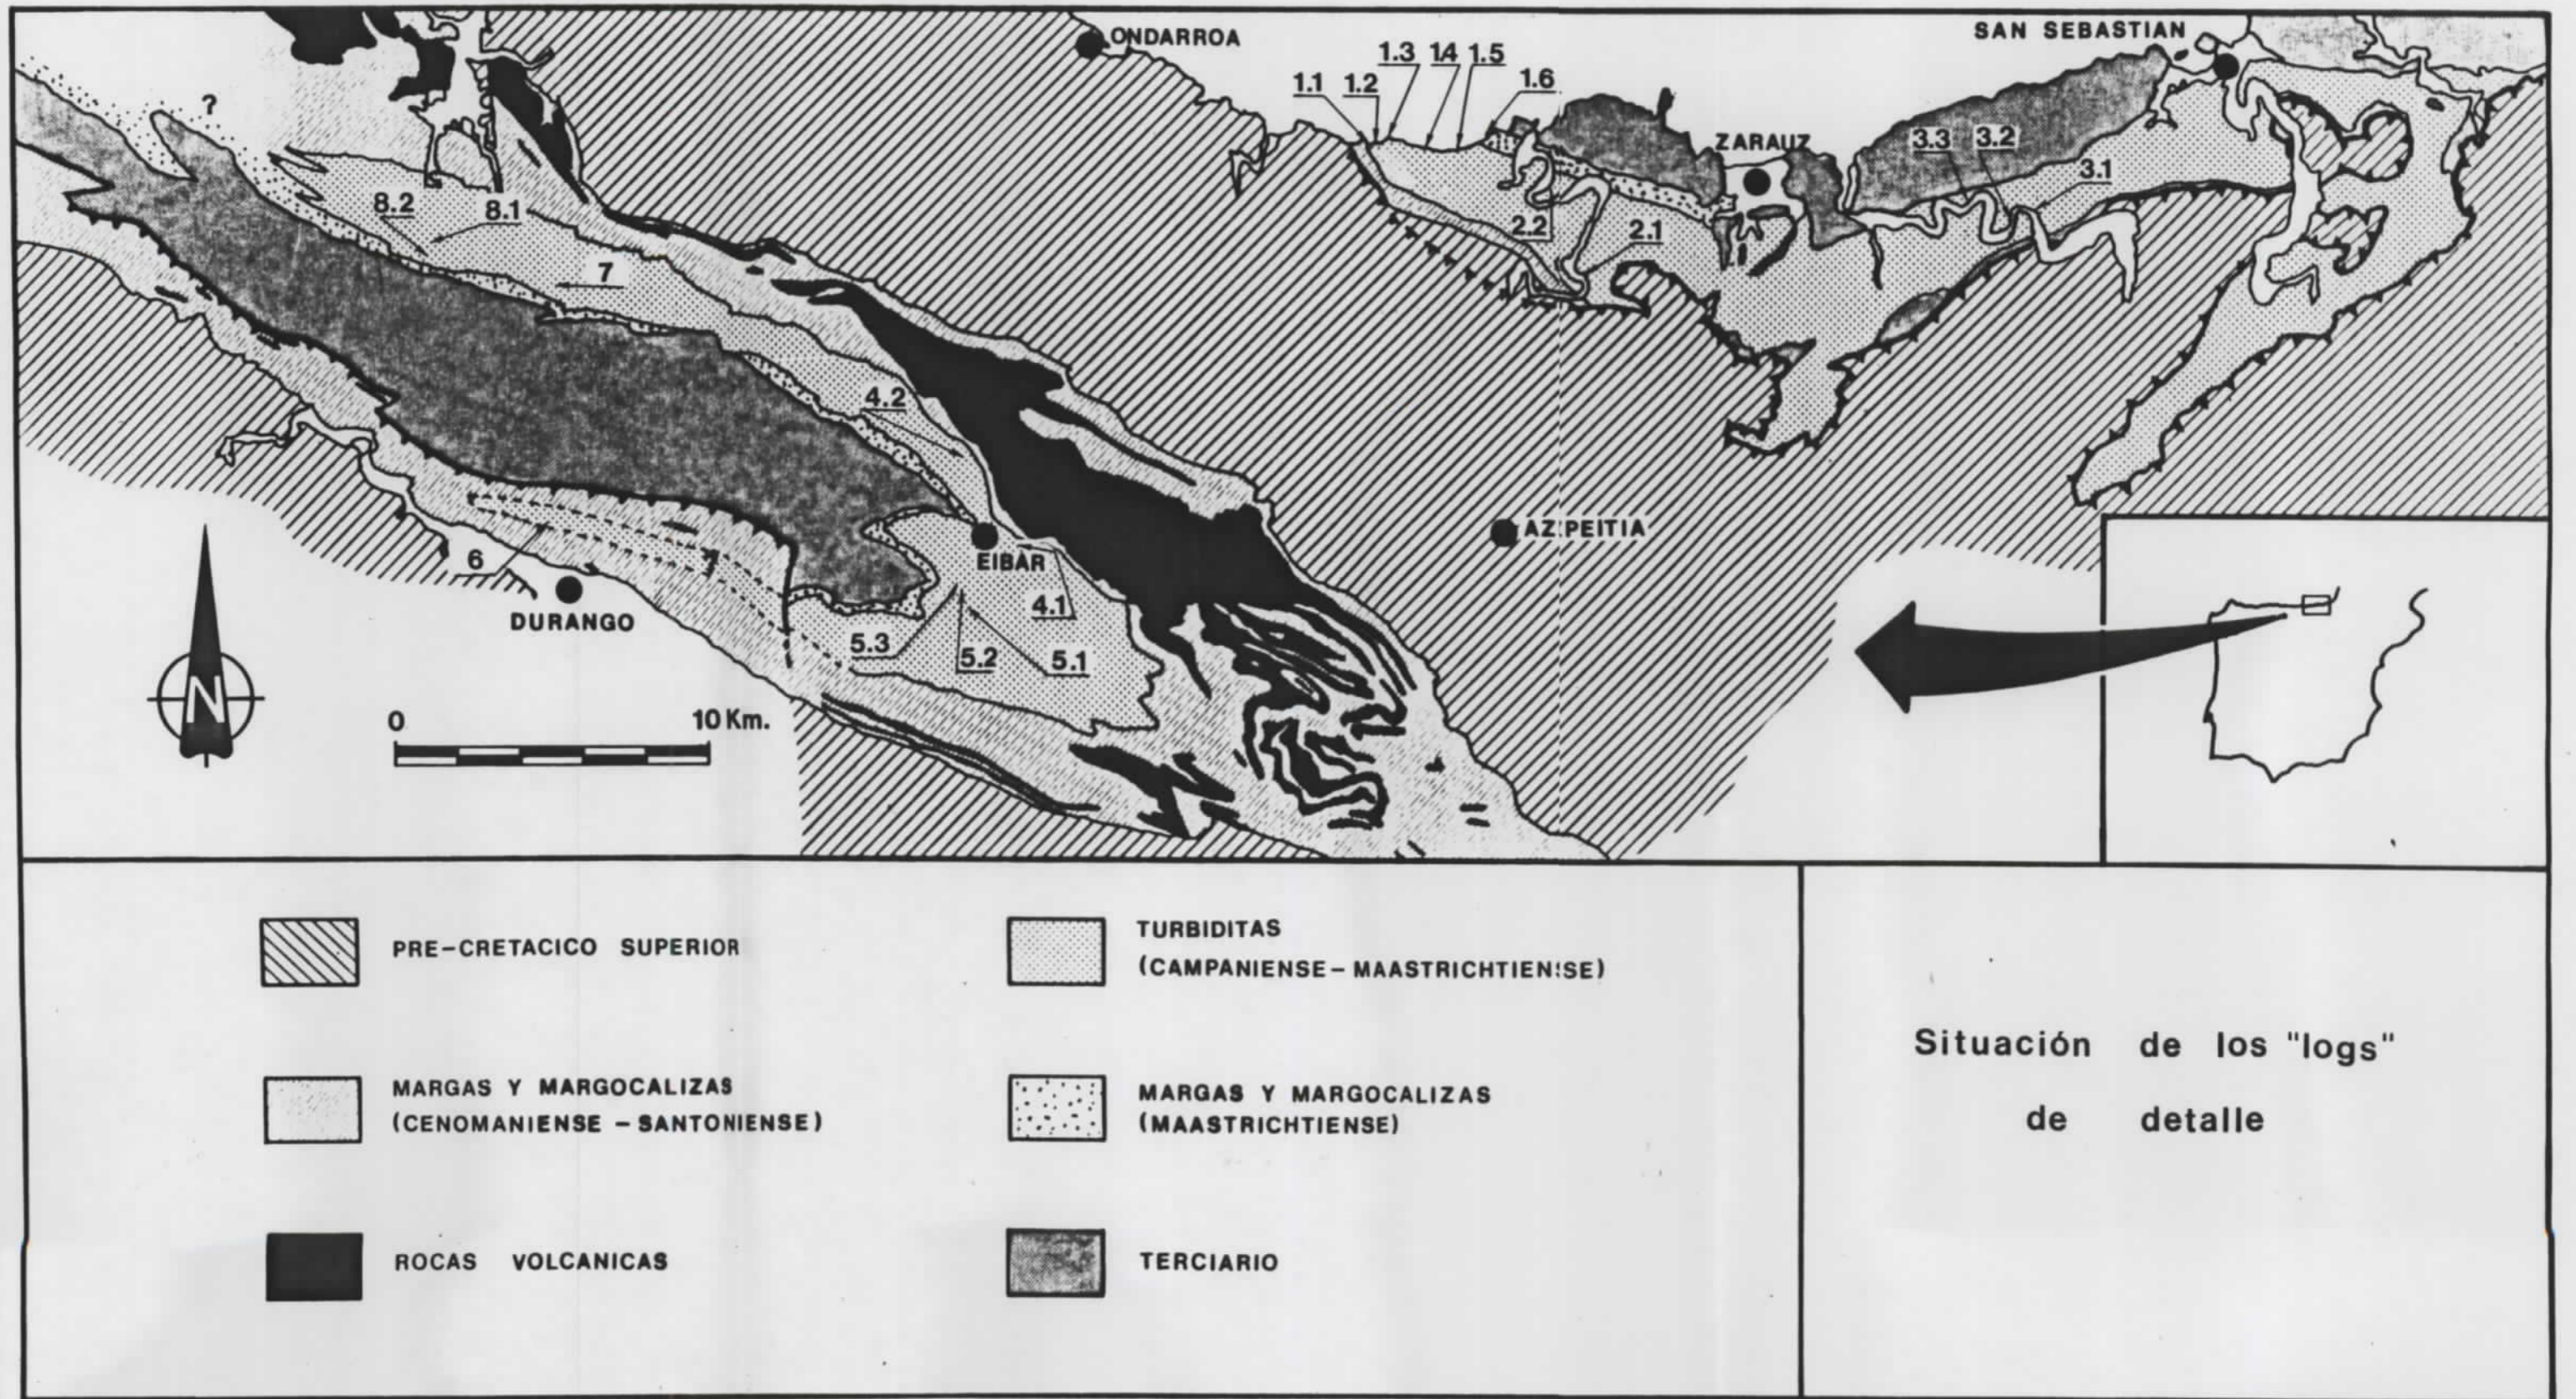 ONDARROA
SAN SEBASTIAN
1.1
1.2
1.3
1.4
1.5
1.6
ZARAUZ
3.3
3.2
3.1
?
8.2
8.1
2.2
2.1
7
4.2
AZPEITIA
EIBAR
6
DURANGO
4.1
5.3
5.2
5.1
N
0
10 Km.
PRE-CRETACICO SUPERIOR
MARGAS Y MARGOCALIZAS
(CENOMANIENSE - SANTONIENSE)
ROCAS VOLCANICAS
TURBIDITAS
(CAMPANIENSE - MAASTRICHTIENSE)
MARGAS Y MARGOCALIZAS
(MAASTRICHTIENSE)
TERCIARIO
Situación de los "logs"
de detalle